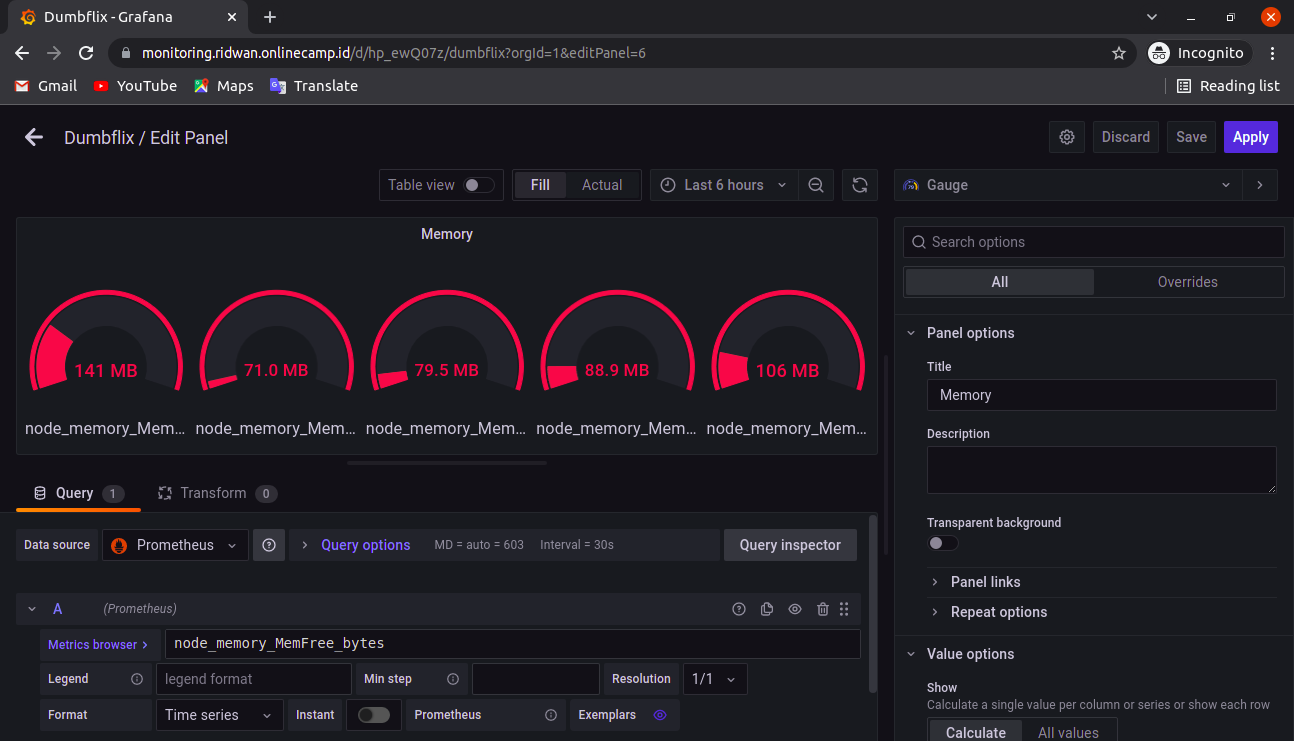 Dumbflix - Grafana
monitoring.ridwan.onlinecamp.id/d/hp_ewQ07z/dumbflix?orgId=1&editPanel=6
Incognito
Gmail YouTube Maps Translate Reading list
Dumbflix / Edit Panel
Discard Save Apply
Table view Fill Actual Last 6 hours Gauge
Memory
141 MB 71.0 MB 79.5 MB 88.9 MB 106 MB
node_memory_Mem... node_memory_Mem... node_memory_Mem... node_memory_Mem... node_memory_Mem...
Query 1 Transform 0
Data source Prometheus Query options MD = auto = 603 Interval = 30s Query inspector
A (Prometheus)
Metrics browser > node_memory_MemFree_bytes
Legend legend format Min step Resolution 1/1
Format Time series Instant Prometheus Exemplars
Search options
All Overrides
Panel options
Title
Memory
Description
Transparent background
Panel links
Repeat options
Value options
Show
Calculate a single value per column or series or show each row
Calculate All values